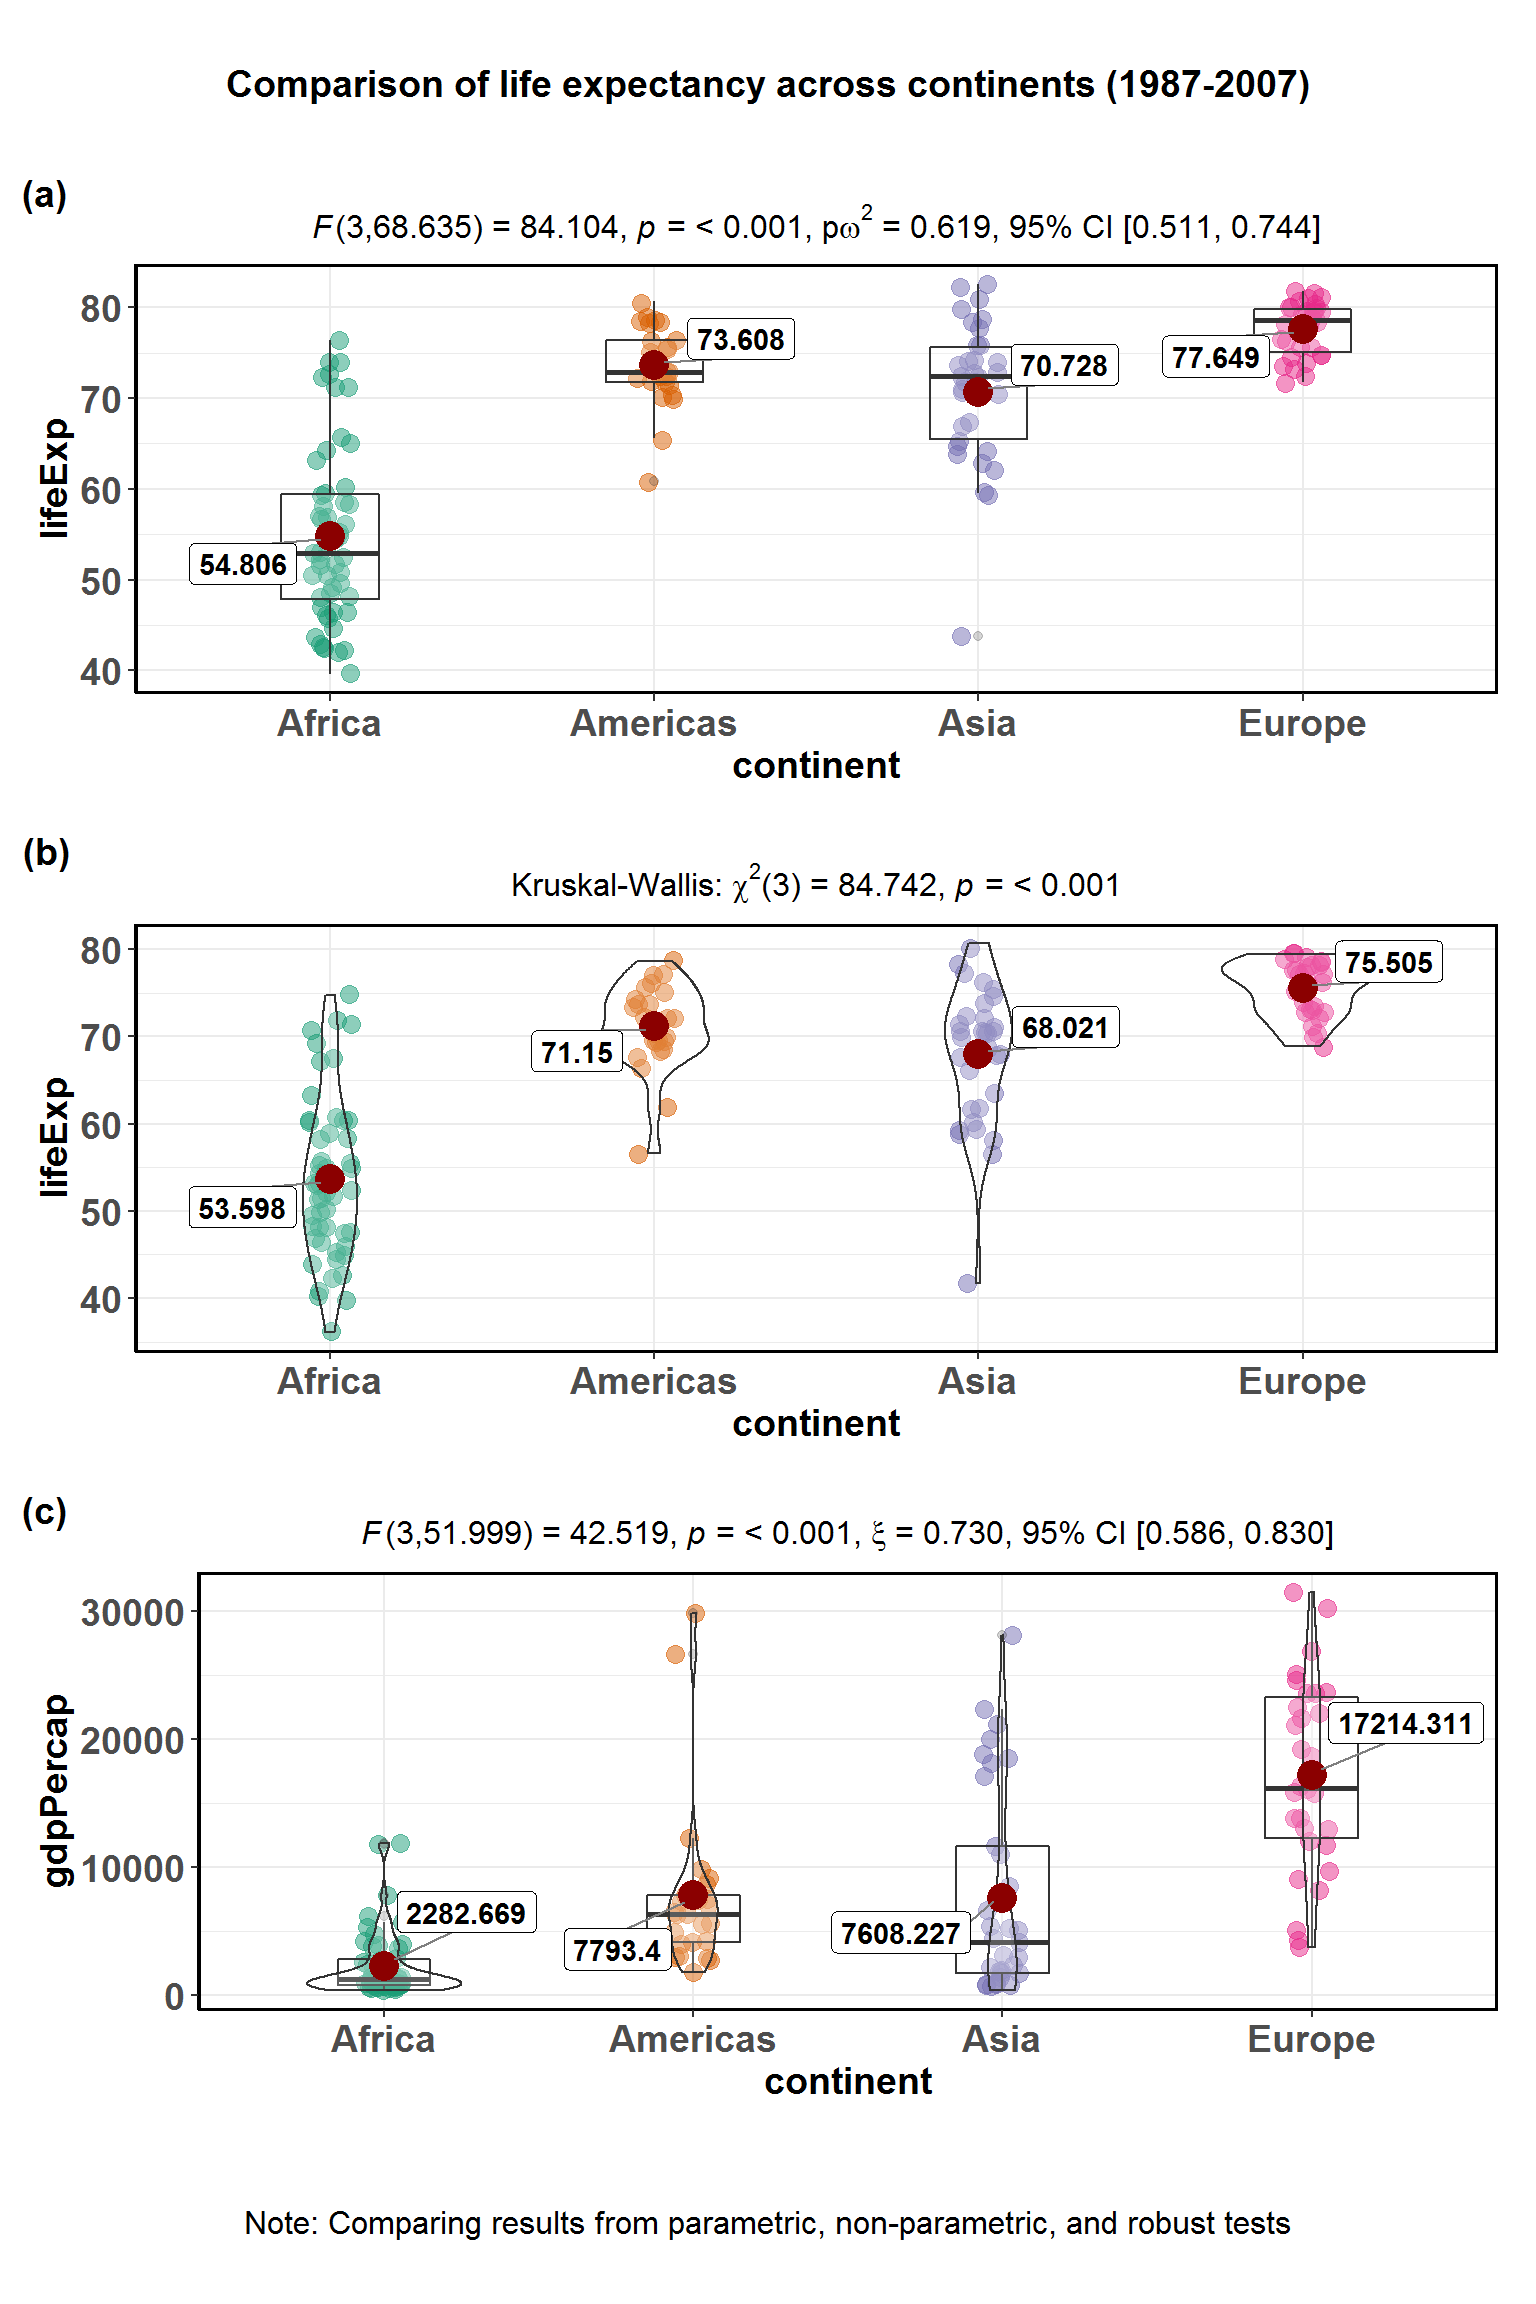 Comparison of life expectancy across continents (1987-2007)
(a)
F(3,68.635) = 84.104, p = < 0.001, pω² = 0.619, 95% CI [0.511, 0.744]
lifeExp
80
70
60
50
40
54.806
73.608
70.728
77.649
Africa Americas Asia Europe
continent
(b)
Kruskal-Wallis: χ²(3) = 84.742, p = < 0.001
lifeExp
80
70
60
50
40
53.598
71.15
68.021
75.505
Africa Americas Asia Europe
continent
(c)
F(3,51.999) = 42.519, p = < 0.001, ξ = 0.730, 95% CI [0.586, 0.830]
gdpPercap
30000
20000
10000
0
2282.669
7793.4
7608.227
17214.311
Africa Americas Asia Europe
continent
Note: Comparing results from parametric, non-parametric, and robust tests